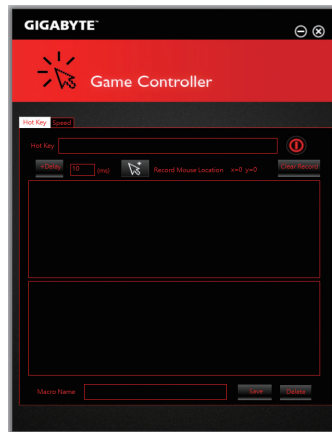 GIGABYTE™
Game Controller
Hot Key Speed
Hot Key
+Delay 10 (ms) Record Mouse Location x=0 y=0 Clear Record
Macro Name Save Delete